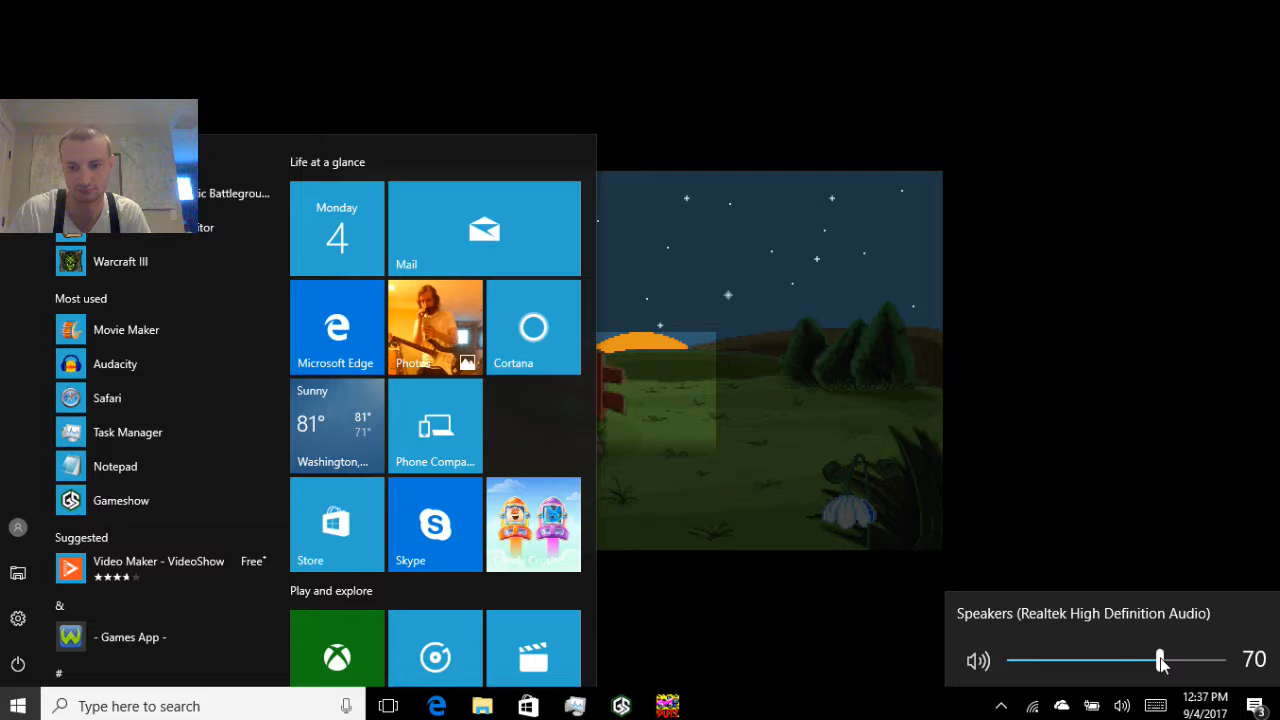 Life at a glance
ic Battlegrou...
itor
Warcraft III
Most used
Movie Maker
Audacity
Safari
Task Manager
Notepad
Gameshow
Suggested
Video Maker - VideoShow Free*
&
- Games App -
#
Monday
4
Mail
Microsoft Edge
Photos
Cortana
Sunny
81°
81°
71°
Washington,...
Phone Compa...
Store
Skype
Play and explore
Speakers (Realtek High Definition Audio)
70
Type here to search
12:37 PM
9/4/2017
3